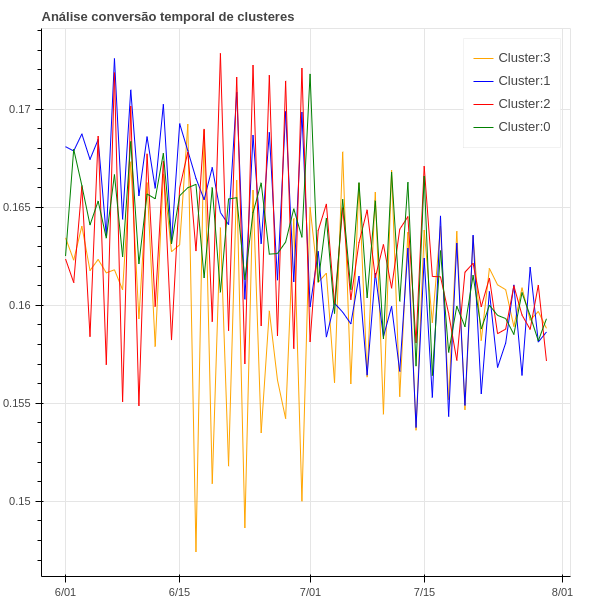 Análise conversão temporal de clusteres
Cluster:3
Cluster:1
Cluster:2
Cluster:0
0.17
0.165
0.16
0.155
0.15
6/01
6/15
7/01
7/15
8/01